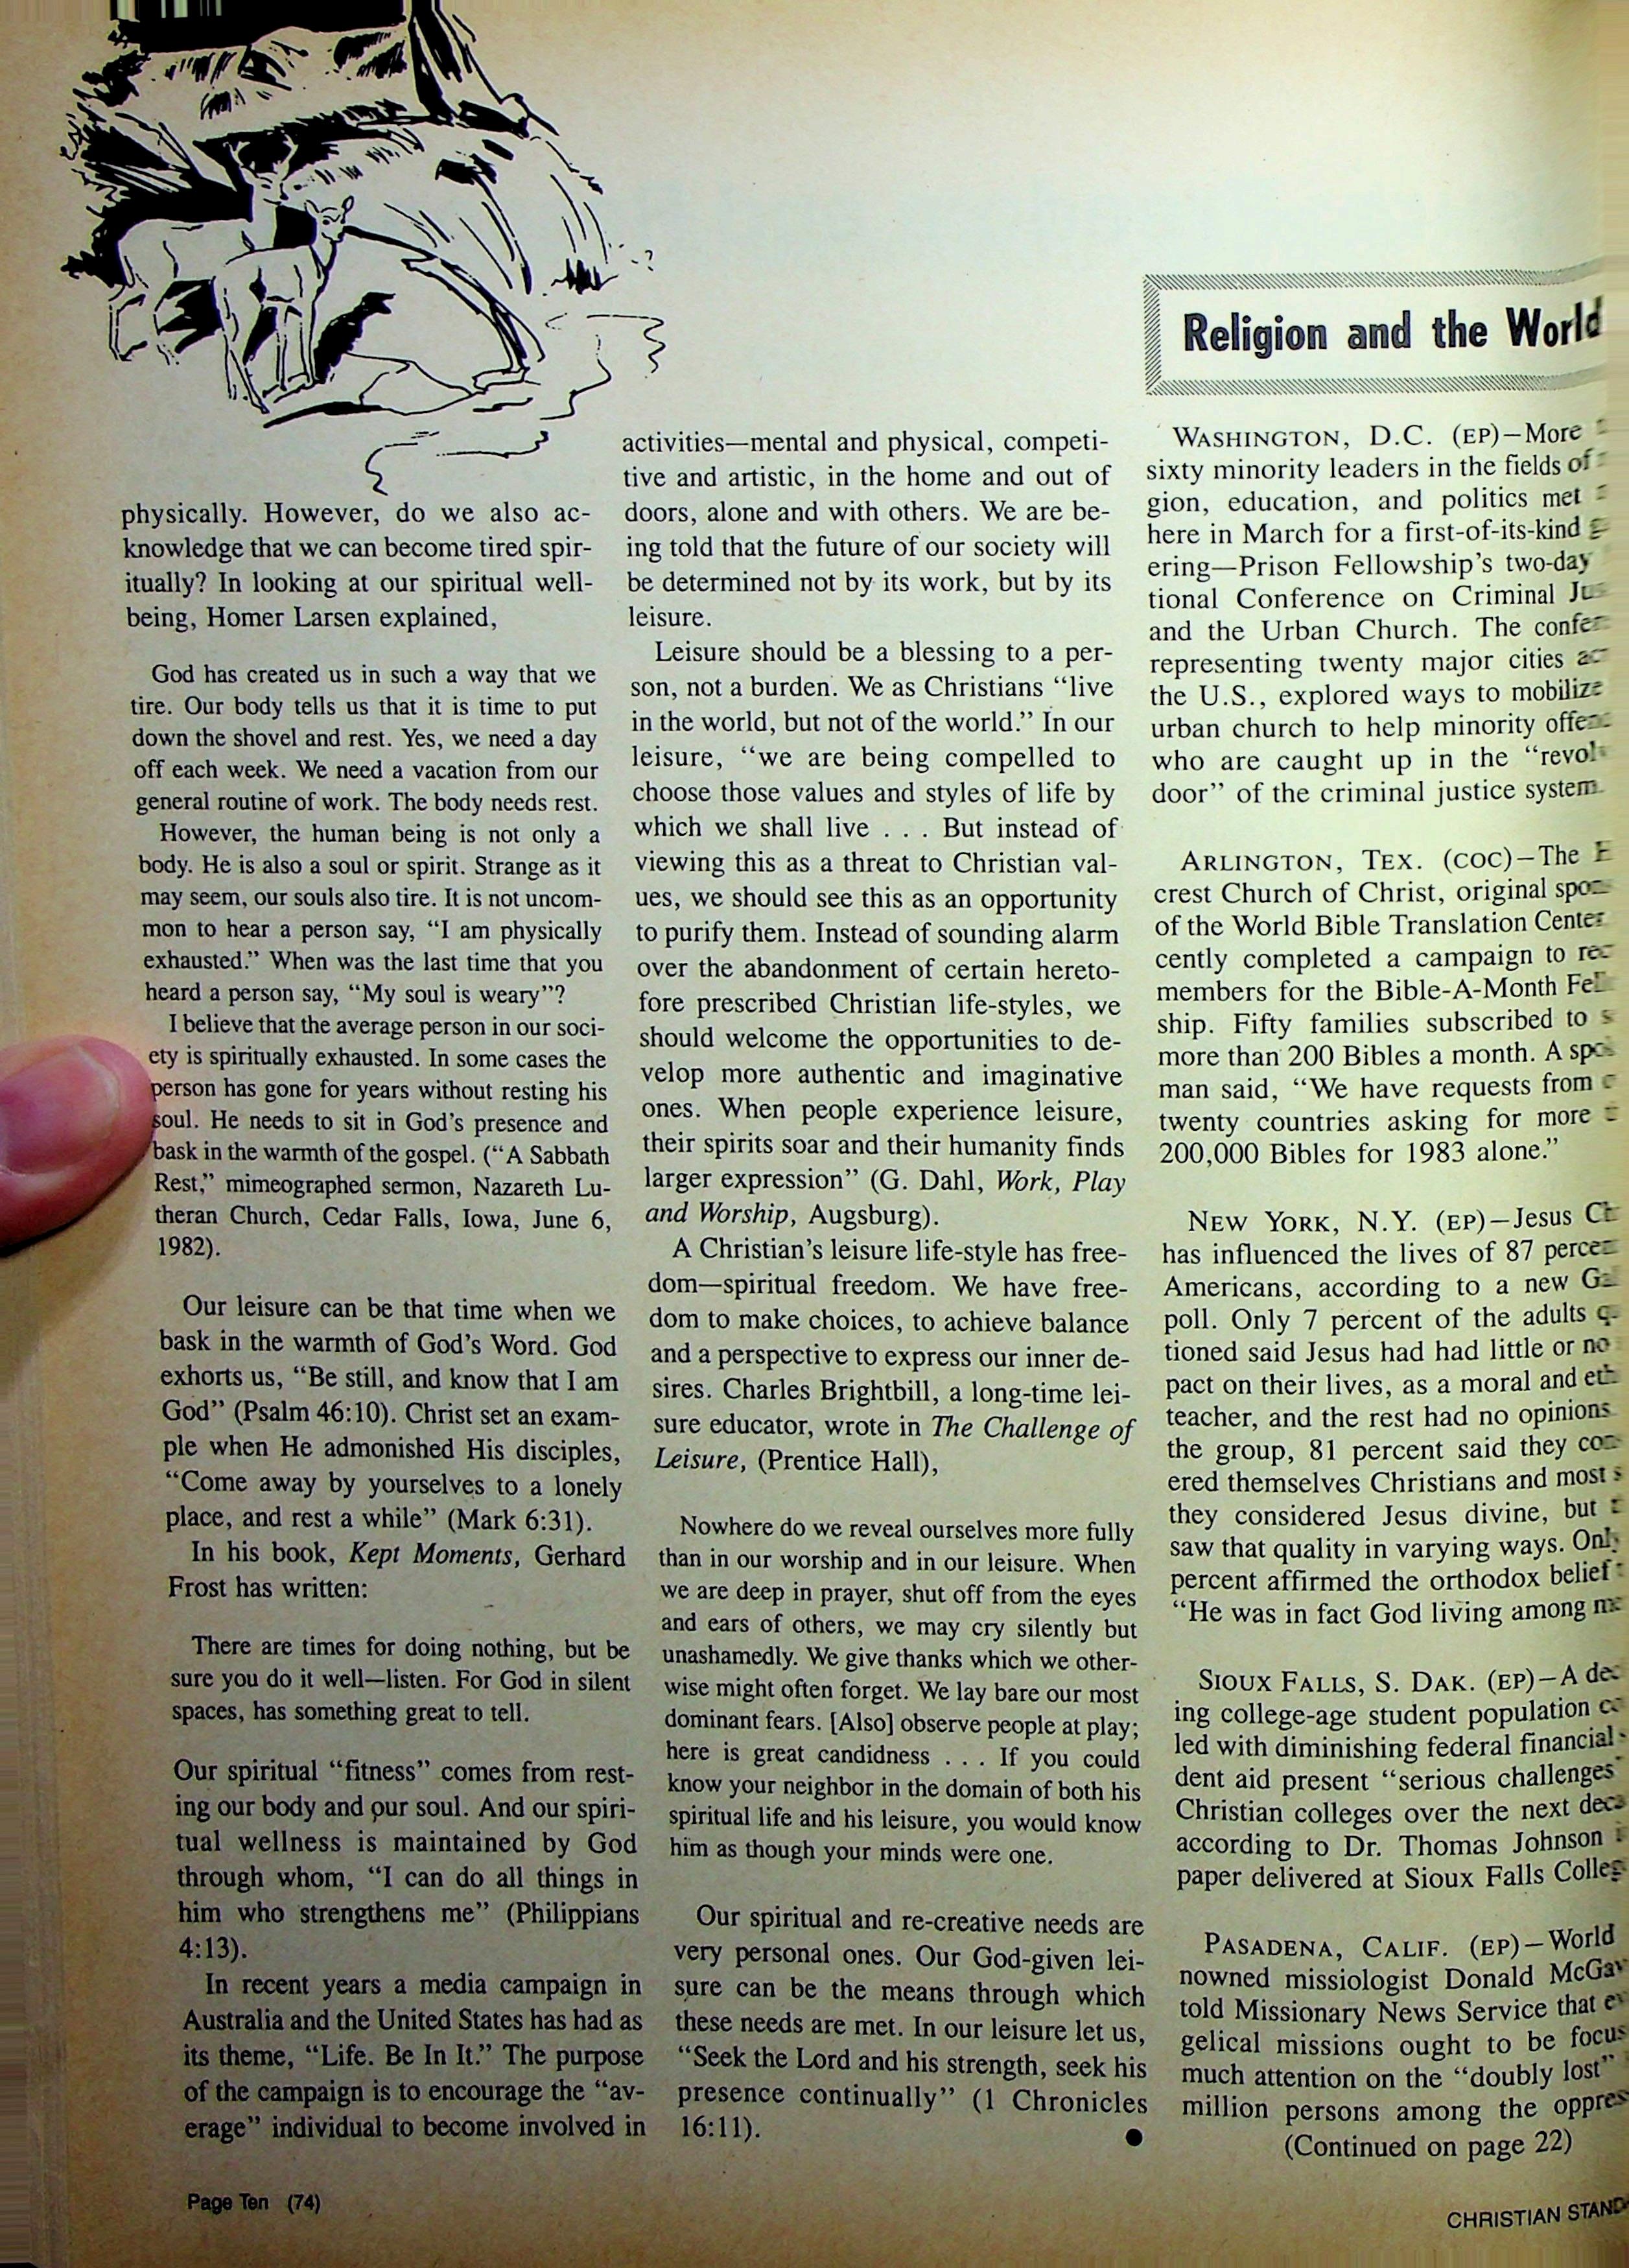 physically. However, do we also ac-
knowledge that we can become tired spir-
itually? In looking at our spiritual well-
being, Homer Larsen explained,
God has created us in such a way that we
tire. Our body tells us that it is time to put
down the shovel and rest. Yes, we need a day
off each week. We need a vacation from our
general routine of work. The body needs rest.
However, the human being is not only a
body. He is also a soul or spirit. Strange as it
may seem, our souls also tire. It is not uncom-
mon to hear a person say, “I am physically
exhausted.” When was the last time that you
heard a person say, “My soul is weary”?
I believe that the average person in our soci-
ety is spiritually exhausted. In some cases the
person has gone for years without resting his
soul. He needs to sit in God’s presence and
bask in the warmth of the gospel. (“A Sabbath
Rest,” mimeographed sermon, Nazareth Lu-
theran Church, Cedar Falls, Iowa, June 6,
1982).
Our leisure can be that time when we
bask in the warmth of God’s Word. God
exhorts us, “Be still, and know that I am
God” (Psalm 46:10). Christ set an exam-
ple when He admonished His disciples,
“Come away by yourselves to a lonely
place, and rest a while” (Mark 6:31).
In his book, Kept Moments, Gerhard
Frost has written:
There are times for doing nothing, but be
sure you do it well—listen. For God in silent
spaces, has something great to tell.
Our spiritual “fitness” comes from rest-
ing our body and our soul. And our spiri-
tual wellness is maintained by God
through whom, “I can do all things in
him who strengthens me” (Philippians
4:13).
In recent years a media campaign in
Australia and the United States has had as
its theme, “Life. Be In It.” The purpose
of the campaign is to encourage the “av-
erage” individual to become involved in
activities—mental and physical, competi-
tive and artistic, in the home and out of
doors, alone and with others. We are be-
ing told that the future of our society will
be determined not by its work, but by its
leisure.
Leisure should be a blessing to a per-
son, not a burden. We as Christians “live
in the world, but not of the world.” In our
leisure, “we are being compelled to
choose those values and styles of life by
which we shall live . . . But instead of
viewing this as a threat to Christian val-
ues, we should see this as an opportunity
to purify them. Instead of sounding alarm
over the abandonment of certain hereto-
fore prescribed Christian life-styles, we
should welcome the opportunities to de-
velop more authentic and imaginative
ones. When people experience leisure,
their spirits soar and their humanity finds
larger expression” (G. Dahl, Work, Play
and Worship, Augsburg).
A Christian’s leisure life-style has free-
dom—spiritual freedom. We have free-
dom to make choices, to achieve balance
and a perspective to express our inner de-
sires. Charles Brightbill, a long-time lei-
sure educator, wrote in The Challenge of
Leisure, (Prentice Hall),
Nowhere do we reveal ourselves more fully
than in our worship and in our leisure. When
we are deep in prayer, shut off from the eyes
and ears of others, we may cry silently but
unashamedly. We give thanks which we other-
wise might often forget. We lay bare our most
dominant fears. [Also] observe people at play;
here is great candidness . . . If you could
know your neighbor in the domain of both his
spiritual life and his leisure, you would know
him as though your minds were one.
Our spiritual and re-creative needs are
very personal ones. Our God-given lei-
sure can be the means through which
these needs are met. In our leisure let us,
“Seek the Lord and his strength, seek his
presence continually” (1 Chronicles
16:11).
Religion and the World
WASHINGTON, D.C. (EP)—More
sixty minority leaders in the fields of
gion, education, and politics met
here in March for a first-of-its-kind
ering—Prison Fellowship’s two-day
tional Conference on Criminal
and the Urban Church. The
representing twenty major cities
the U.S., explored ways to mobilize
urban church to help minority
who are caught up in the
door” of the criminal justice system.
ARLINGTON, TEX. (COC)—The
crest Church of Christ, original
of the World Bible Translation Center
cently completed a campaign to
members for the Bible-A-Month
ship. Fifty families subscribed to
more than 200 Bibles a month. A
man said, “We have requests from
twenty countries asking for more
200,000 Bibles for 1983 alone.”
NEW YORK, N.Y. (EP)—Jesus
has influenced the lives of 87
Americans, according to a new
poll. Only 7 percent of the adults
tioned said Jesus had had little or no
pact on their lives, as a moral and
teacher, and the rest had no opinions.
the group, 81 percent said they
ered themselves Christians and most
they considered Jesus divine, but
saw that quality in varying ways.
percent affirmed the orthodox belief
“He was in fact God living among
SIOUX FALLS, S. DAK. (EP)—A
ing college-age student population
led with diminishing federal financial
dent aid present “serious challenges
Christian colleges over the next
according to Dr. Thomas Johnson
paper delivered at Sioux Falls
PASADENA, CALIF. (EP)—World
nowned missiologist Donald
told Missionary News Service that
gelical missions ought to be
much attention on the “doubly lost”
million persons among the
(Continued on page 22)
Page Ten (74)
CHRISTIAN